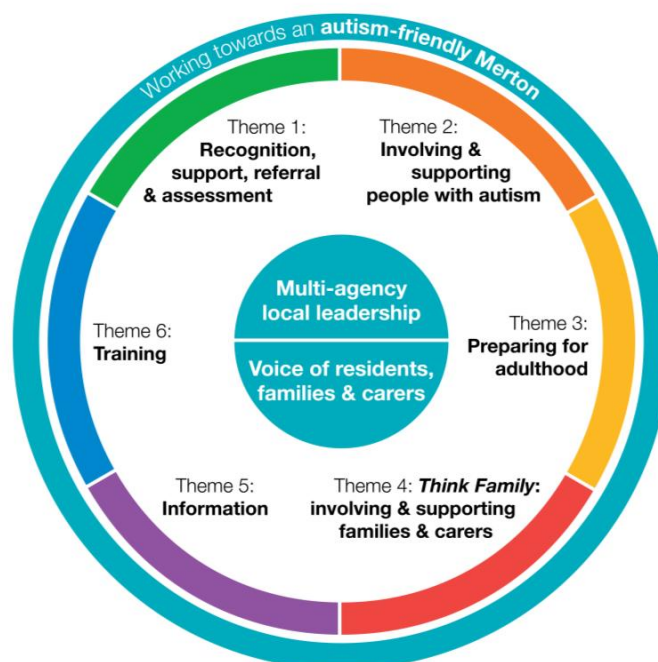 Working towards an autism-friendly Merton
Theme 1:
Recognition,
support, referral
& assessment
Theme 2:
Involving &
supporting
people with autism
Theme 3:
Preparing for
adulthood
Theme 4: Think Family:
involving & supporting
families & carers
Theme 5:
Information
Theme 6:
Training
Multi-agency
local leadership
Voice of residents,
families & carers